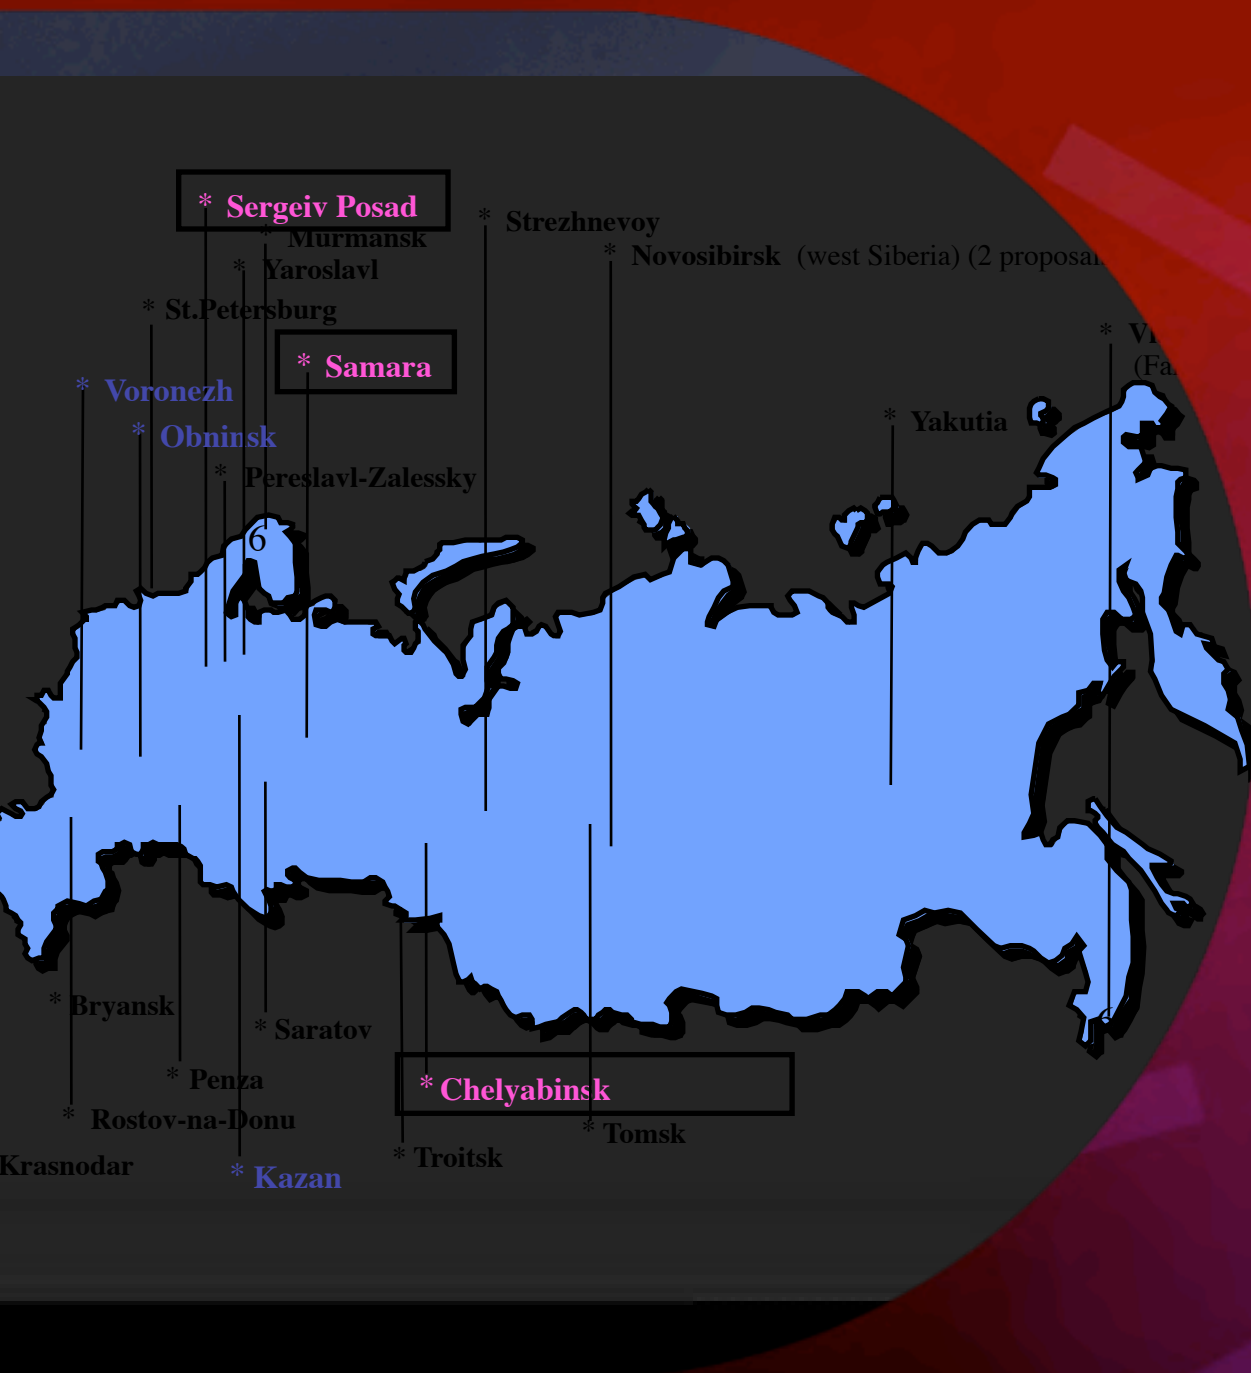 * Sergeiv Posad
* Murmansk
* Strezhnevoy
* Novosibirsk (west Siberia) (2
* Yaroslavl
* St.Petersburg
*
* Samara
* Voronezh
* Yakutia
* Obninsk
* Pereslavl-Zalessky
6
* Bryansk
* Saratov
* Penza
* Chelyabinsk
* Rostov-na-Donu
* Tomsk
* Troitsk
Krasnodar
* Kazan